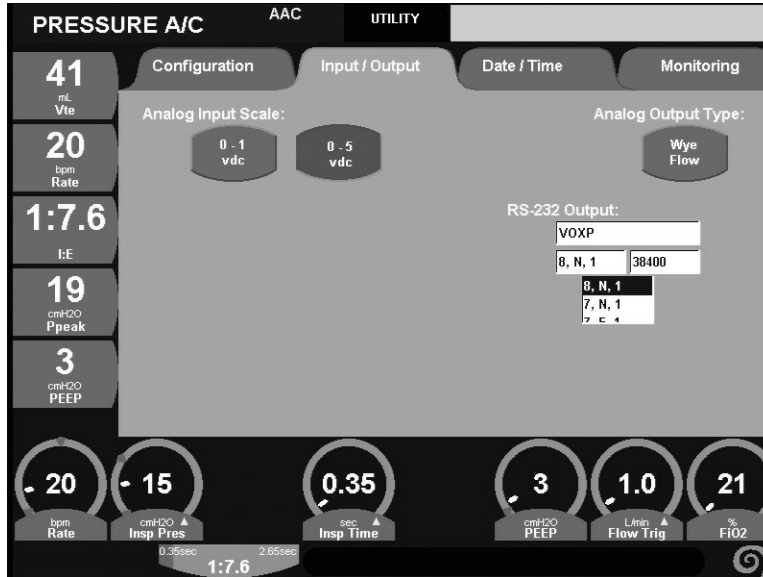 PRESSURE A/C
AAC
UTILITY
Configuration
Input / Output
Date / Time
Monitoring
41
mL
Vte
20
bpm
Rate
1:7.6
I:E
19
cmH2O
Ppeak
3
cmH2O
PEEP
Analog Input Scale:
0 - 1
vdc
0 - 5
vdc
Analog Output Type:
Wye
Flow
RS-232 Output:
VOXP
8, N, 1
38400
8, N, 1
7, N, 1
7, E, 1
20
bpm
Rate
15
cmH2O
Insp Pres
0.35
sec
Insp Time
3
cmH2O
PEEP
1.0
L/min
Flow Trig
21
%
FiO2
0.35sec
2.65sec
1:7.6